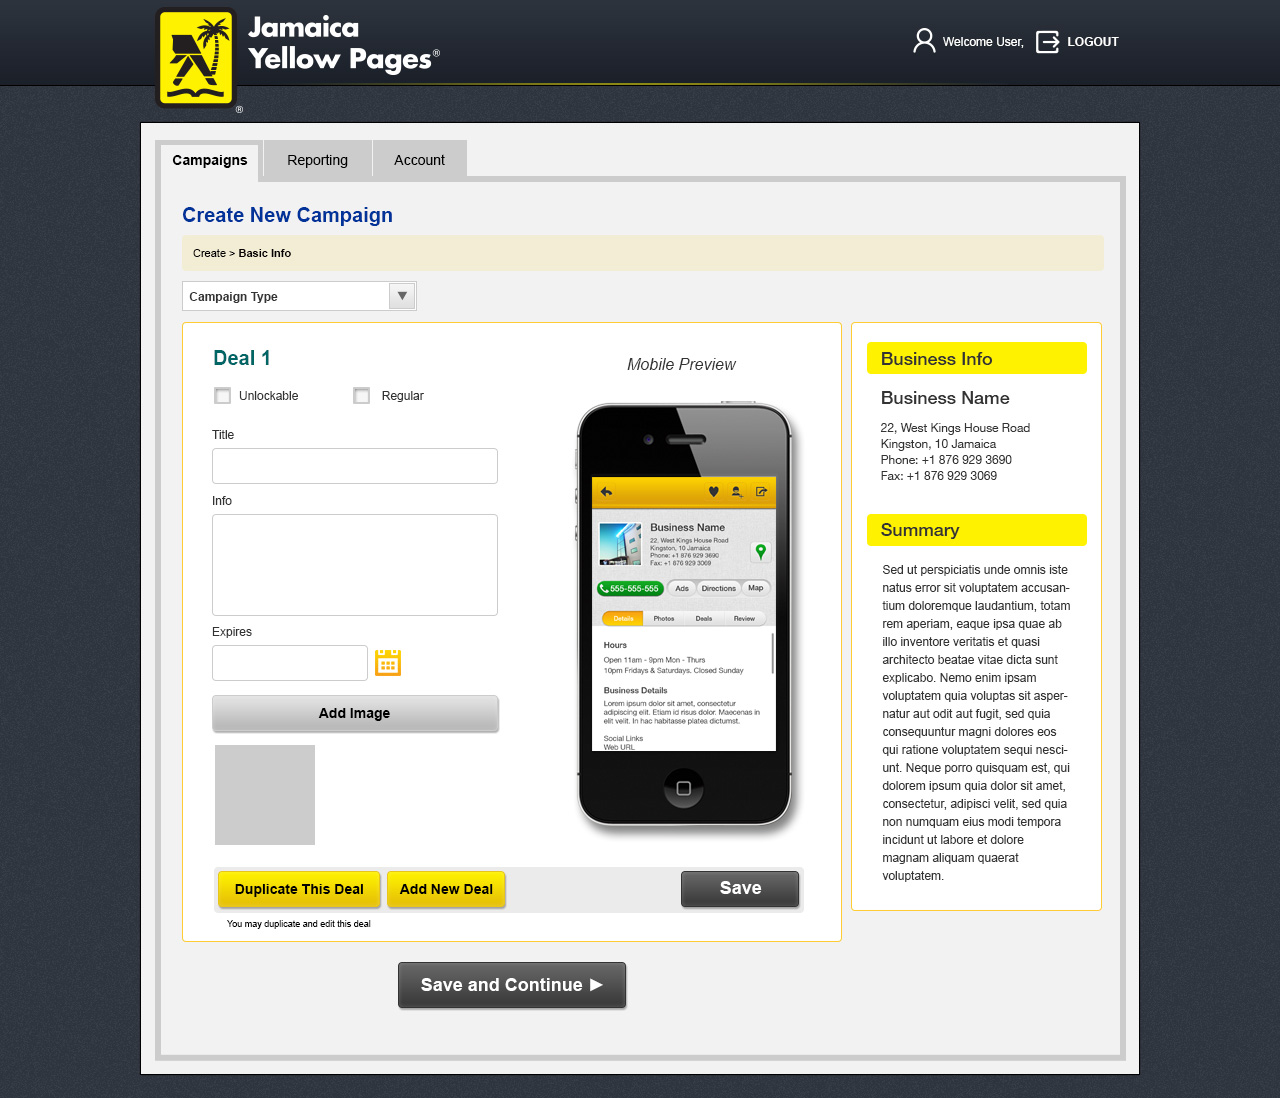 Jamaica
Yellow Pages®
®
Welcome User,
LOGOUT
Campaigns
Reporting
Account
Create New Campaign
Create > Basic Info
Campaign Type
Deal 1
Unlockable
Regular
Title
Info
Expires
Add Image
Mobile Preview
Business Name
22, West Kings House Road
Kingston, 10 Jamaica
Phone: +1 876 929 3690
Fax: +1 876 929 3069
555-555-555
Ads
Directions
Map
Details
Photos
Deals
Review
Hours
Open 11am - 9pm Mon - Thurs
10pm Fridays & Saturdays. Closed Sunday
Business Details
Lorem ipsum dolor sit amet, consectetur
adipiscing elit. Etiam id risus dolor. Maecenas in
elit velit. In hac habitasse platea dictumst.
Social Links
Web URL
Duplicate This Deal
Add New Deal
Save
You may duplicate and edit this deal
Save and Continue
Business Info
Business Name
22, West Kings House Road
Kingston, 10 Jamaica
Phone: +1 876 929 3690
Fax: +1 876 929 3069
Summary
Sed ut perspiciatis unde omnis iste
natus error sit voluptatem accusan-
tium doloremque laudantium, totam
rem aperiam, eaque ipsa quae ab
illo inventore veritatis et quasi
architecto beatae vitae dicta sunt
explicabo. Nemo enim ipsam
voluptatem quia voluptas sit asper-
natur aut odit aut fugit, sed quia
consequuntur magni dolores eos
qui ratione voluptatem sequi nesci-
unt. Neque porro quisquam est, qui
dolorem ipsum quia dolor sit amet,
consectetur, adipisci velit, sed quia
non numquam eius modi tempora
incidunt ut labore et dolore
magnam aliquam quaerat
voluptatem.